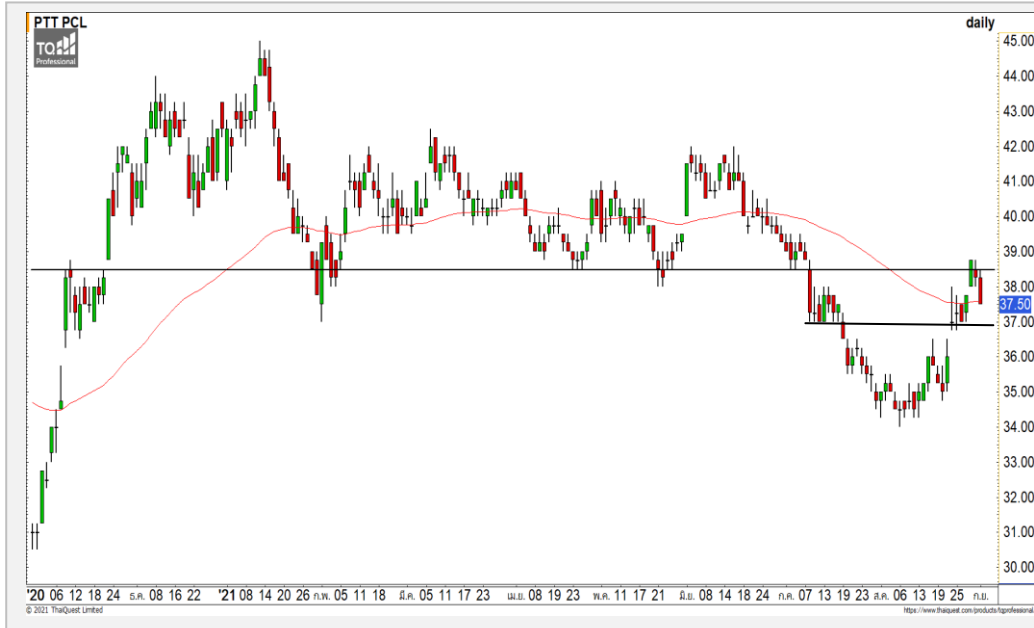 PTT PCL
daily
TQ
Professional
45.00
44.00
43.00
42.00
41.00
40.00
39.00
38.00
37.50
37.00
36.00
35.00
34.00
33.00
32.00
31.00
30.00
'20 06 12 18 24 ธ.ค. 08 16 22 '21 08 14 20 26 ก.พ. 05 11 18 มี.ค. 05 11 17 23 เม.ย. 08 19 23 พ.ค. 11 17 21 มิ.ย. 08 14 18 24 ก.ค. 07 13 19 23 ส.ค. 06 13 19 25 ก.ย.
© 2021 ThaiQuest Limited
https://www.thaiquest.com/products/tqprofessional